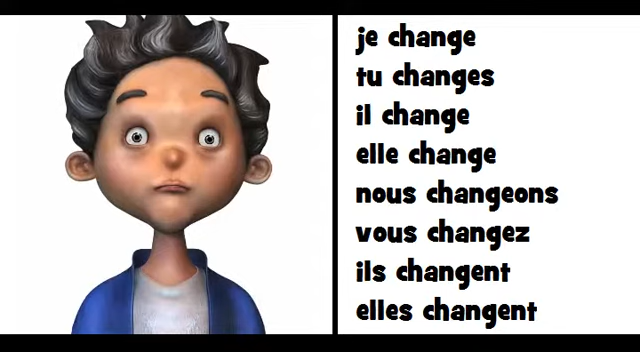 je change
tu changes
il change
elle change
nous changeons
vous changez
ils changent
elles changent